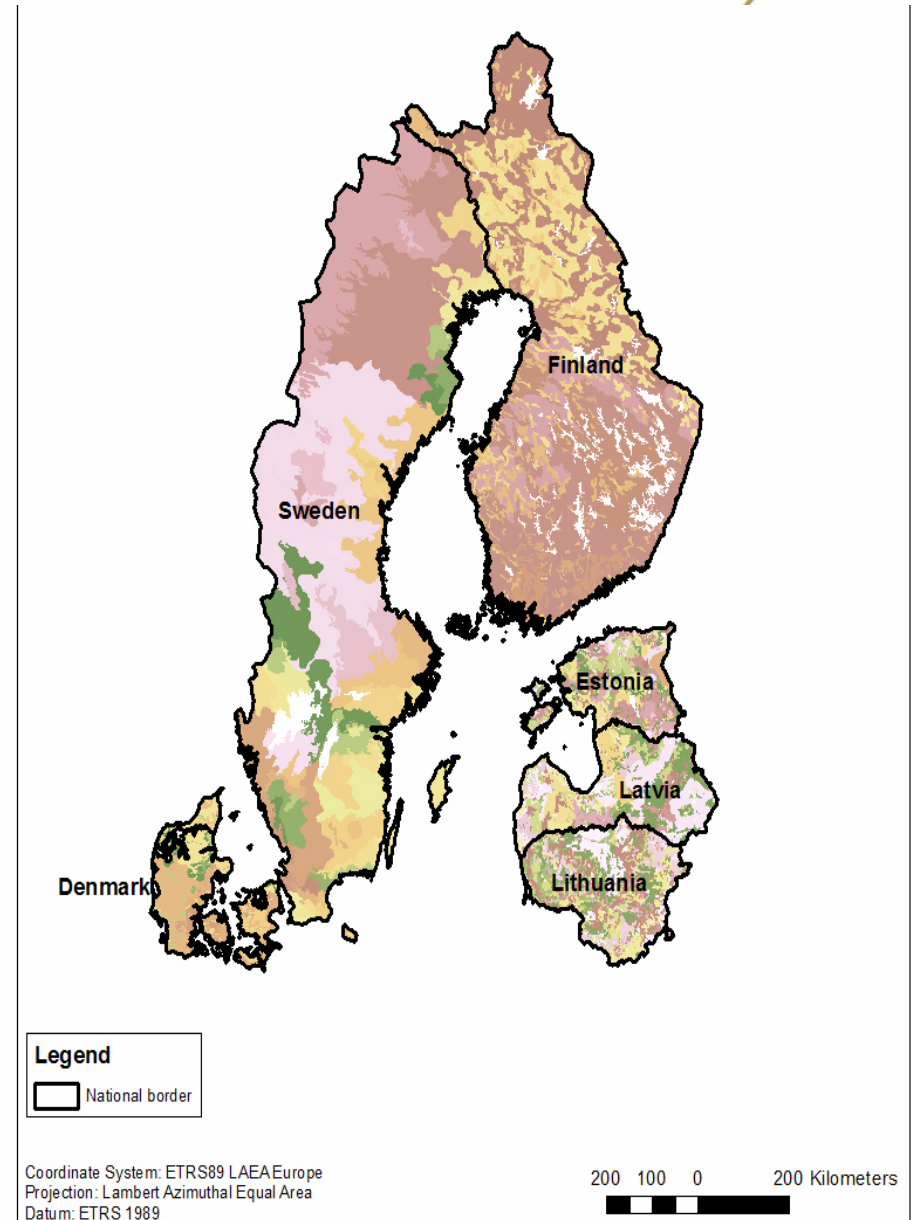 Finland
Sweden
Estonia
Latvia
Denmark
Lithuania
Legend
National border
Coordinate System: ETRS89 LAEA Europe
Projection: Lambert Azimuthal Equal Area
Datum: ETRS 1989
200 100 0 200 Kilometers